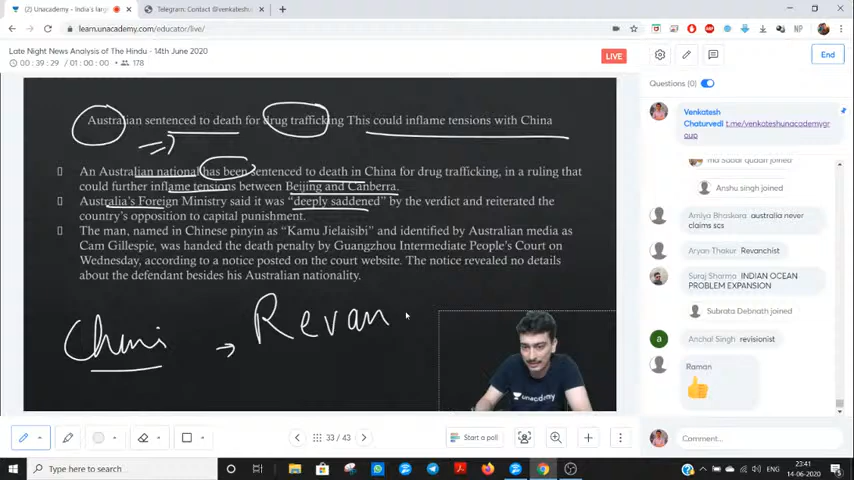 (2) Unacademy - India's larg
Telegram: Contact @venkateshu
learn.unacademy.com/educator/live/
NP
Late Night News Analysis of The Hindu - 14th June 2020
00 : 39 : 29 / 01 : 00 : 00 • 178
LIVE
End
Australian sentenced to death for drug trafficking This could inflame tensions with China
An Australian national has been sentenced to death in China for drug trafficking, in a ruling that
could further inflame tensions between Beijing and Canberra.
Australia's Foreign Ministry said it was "deeply saddened" by the verdict and reiterated the
country's opposition to capital punishment.
The man, named in Chinese pinyin as "Kamu Jielaisibi" and identified by Australian media as
Cam Gillespie, was handed the death penalty by Guangzhou Intermediate People's Court on
Wednesday, according to a notice posted on the court website. The notice revealed no details
about the defendant besides his Australian nationality.
→ Revan
unacademy
Questions (0)
Venkatesh
Chaturvedi t.me/venkateshunacademygr
oup
joined
Anshu singh joined
Amiya Bhaskara australia never
claims scs
Aryan Thakur Revanchist
Suraj Sharma INDIAN OCEAN
PROBLEM EXPANSION
Subrata Debnath joined
a
Anchal Singh revisionist
Raman
33 / 43
Start a poll
Comment...
Type here to search
ENG
23:41
14-06-2020